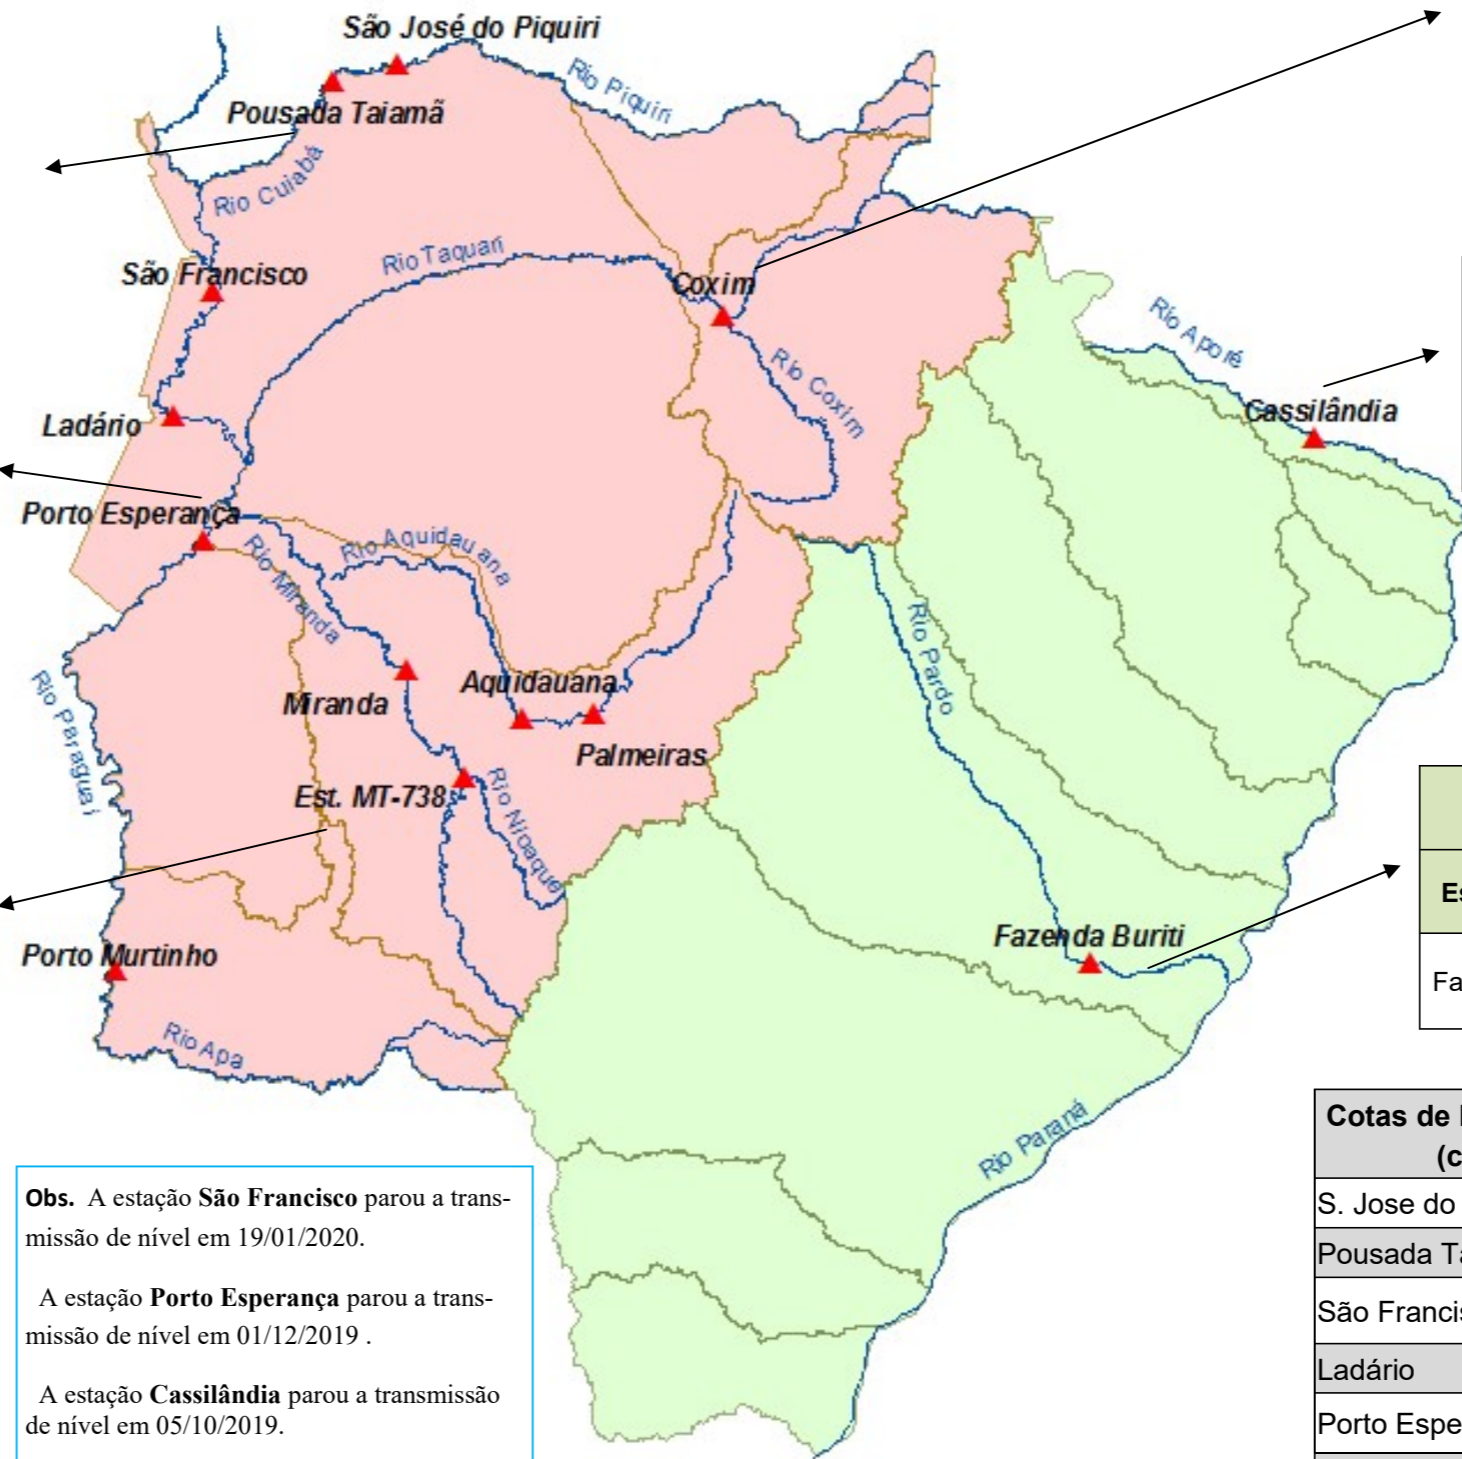 São José do Piquiri
Rio Piquiri
Pousada Taiamã
Rio Cuiabá
Rio Taquari
São Francisco
Coxim
Rio Aporé
Rio Coxim
Cassilândia
Ladário
Porto Esperança
Rio Aquidauana
Rio Miranda
Rio Pardo
Rio Paraguai
Aquidauana
Miranda
Palmeiras
Est. MT-738
Rio Nioaque
Fazenda Buriti
Porto Murtinho
Rio Apa
Rio Paraná
Es
Fa
Cotas de
(c
S. Jose do
Pousada Ta
São Francis
Ladário
Porto Espe
Obs. A estação São Francisco parou a trans-
missão de nível em 19/01/2020.
A estação Porto Esperança parou a trans-
missão de nível em 01/12/2019 .
A estação Cassilândia parou a transmissão
de nível em 05/10/2019.